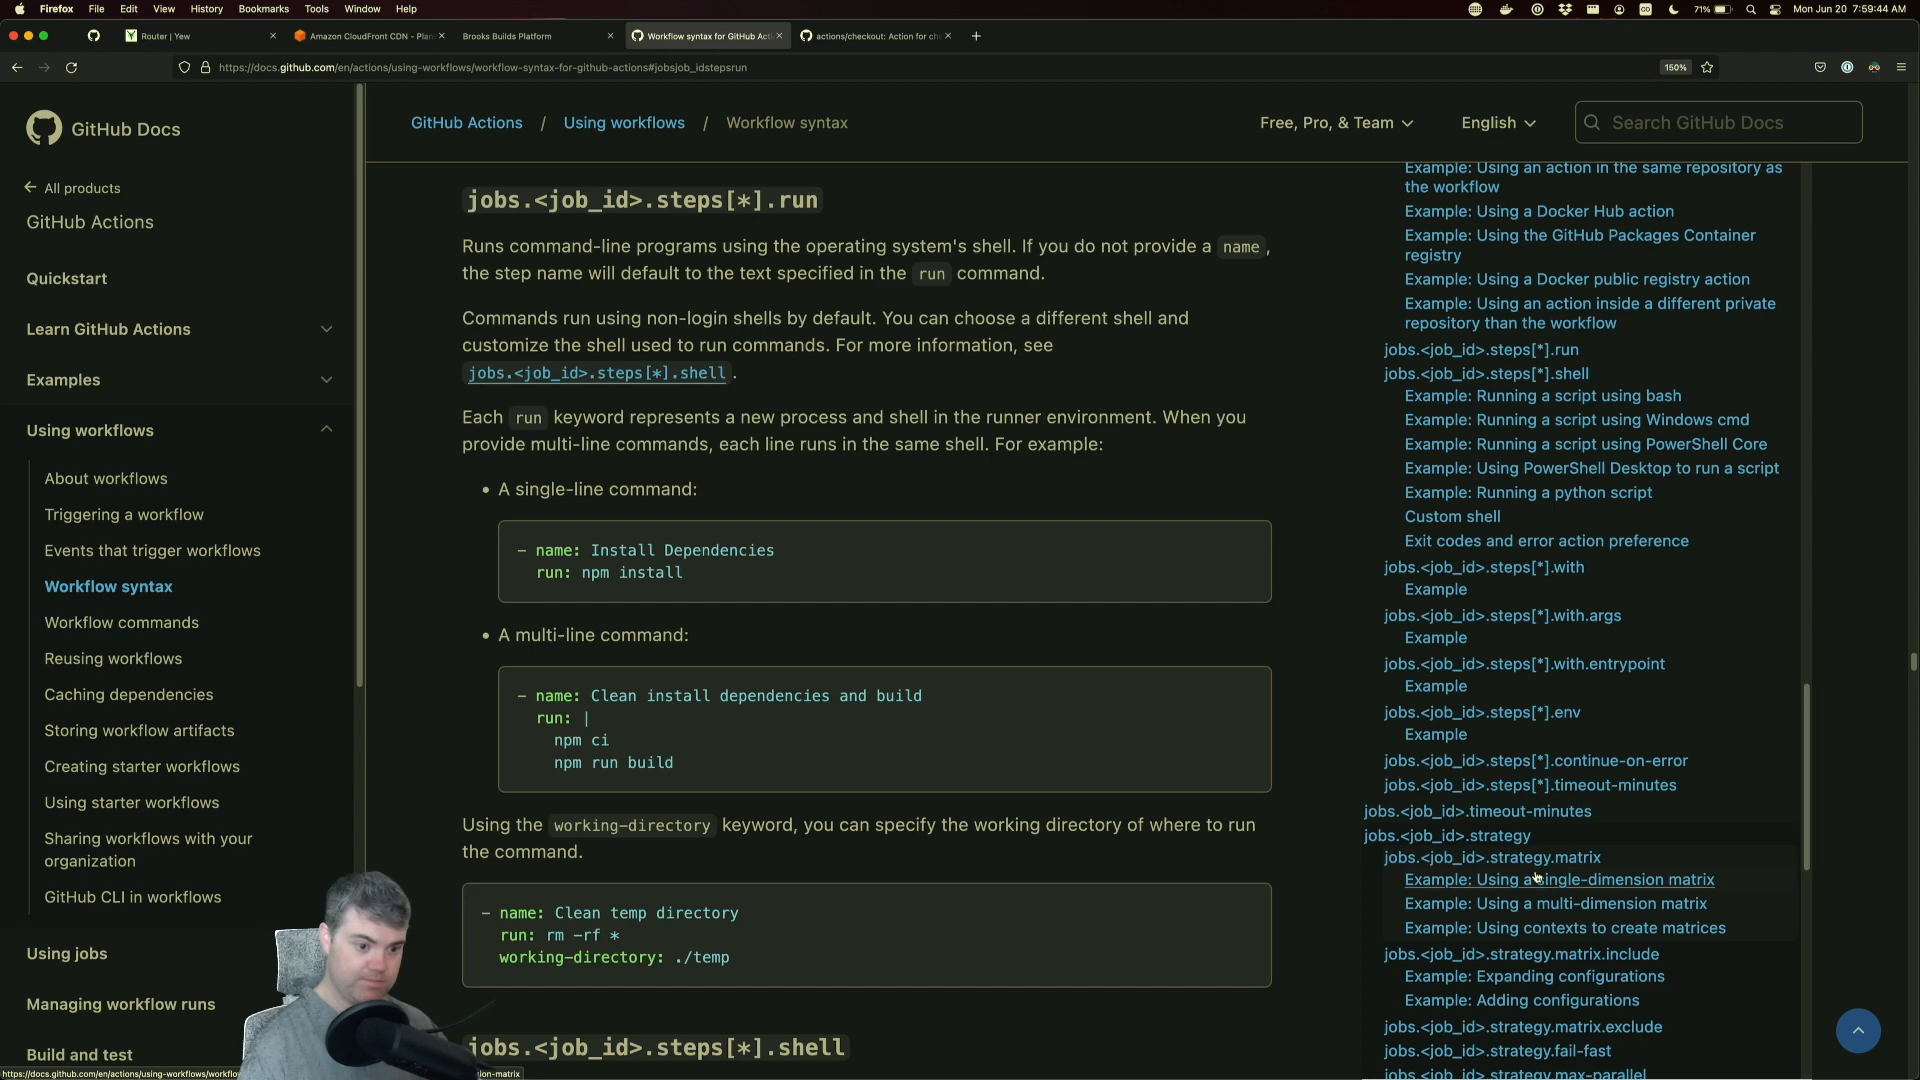 Firefox File Edit View History Bookmarks Tools Window Help 71% Mon Jun 20 7:59:44 AM
Router | Yew
Amazon CloudFront CDN - Plan
Brooks Builds Platform
Workflow syntax for GitHub Acti
actions/checkout: Action for che
https://docs.github.com/en/actions/using-workflows/workflow-syntax-for-github-actions#jobsjob_idstepsrun
150%
GitHub Docs
All products
GitHub Actions
Quickstart
Learn GitHub Actions
Examples
Using workflows
About workflows
Triggering a workflow
Events that trigger workflows
Workflow syntax
Workflow commands
Reusing workflows
Caching dependencies
Storing workflow artifacts
Creating starter workflows
Using starter workflows
Sharing workflows with your
organization
GitHub CLI in workflows
Using jobs
Managing workflow runs
Build and test
GitHub Actions / Using workflows / Workflow syntax
Free, Pro, & Team
English
Search GitHub Docs
jobs.<job_id>.steps[*].run
Runs command-line programs using the operating system's shell. If you do not provide a name,
the step name will default to the text specified in the run command.
Commands run using non-login shells by default. You can choose a different shell and
customize the shell used to run commands. For more information, see
jobs.<job_id>.steps[*].shell.
Each run keyword represents a new process and shell in the runner environment. When you
provide multi-line commands, each line runs in the same shell. For example:
• A single-line command:
- name: Install Dependencies
run: npm install
• A multi-line command:
- name: Clean install dependencies and build
run: |
npm ci
npm run build
Using the working-directory keyword, you can specify the working directory of where to run
the command.
- name: Clean temp directory
run: rm -rf *
working-directory: ./temp
jobs.<job_id>.steps[*].shell
Example: Using an action in the same repository as
the workflow
Example: Using a Docker Hub action
Example: Using the GitHub Packages Container
registry
Example: Using a Docker public registry action
Example: Using an action inside a different private
repository than the workflow
jobs.<job_id>.steps[*].run
jobs.<job_id>.steps[*].shell
Example: Running a script using bash
Example: Running a script using Windows cmd
Example: Running a script using PowerShell Core
Example: Using PowerShell Desktop to run a script
Example: Running a python script
Custom shell
Exit codes and error action preference
jobs.<job_id>.steps[*].with
Example
jobs.<job_id>.steps[*].with.args
Example
jobs.<job_id>.steps[*].with.entrypoint
Example
jobs.<job_id>.steps[*].env
Example
jobs.<job_id>.steps[*].continue-on-error
jobs.<job_id>.steps[*].timeout-minutes
jobs.<job_id>.timeout-minutes
jobs.<job_id>.strategy
jobs.<job_id>.strategy.matrix
Example: Using a single-dimension matrix
Example: Using a multi-dimension matrix
Example: Using contexts to create matrices
jobs.<job_id>.strategy.matrix.include
Example: Expanding configurations
Example: Adding configurations
jobs.<job_id>.strategy.matrix.exclude
jobs.<job_id>.strategy.fail-fast
jobs.<job_id>.strategy.max-parallel
https://docs.github.com/en/actions/using-workflows/workflow on-matrix